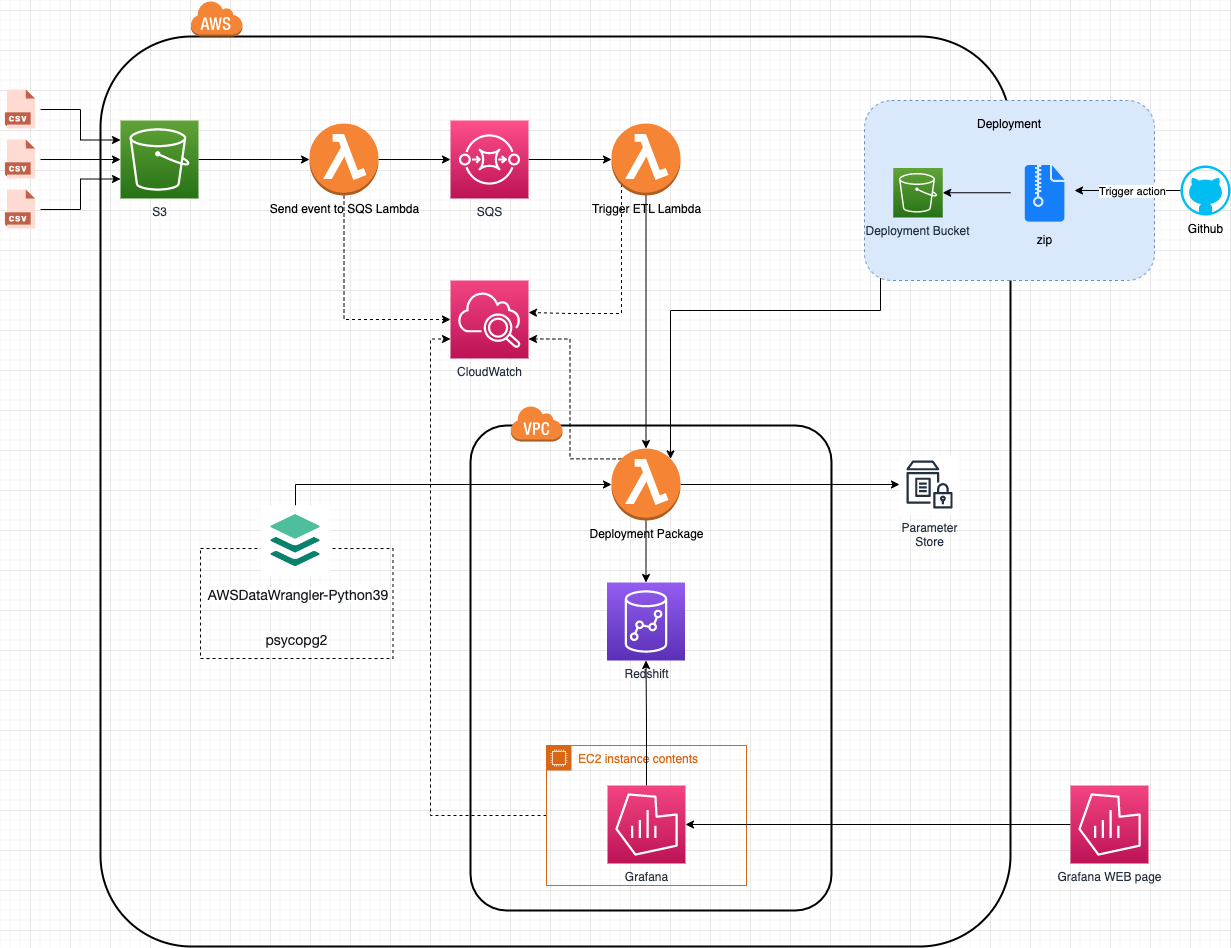 AWS
CSV
CSV
CSV
S3
Send event to SQS Lambda
SQS
Trigger ETL Lambda
Deployment
Deployment Bucket
zip
Trigger action
Github
CloudWatch
VPC
Deployment Package
Parameter
Store
AWSDataWrangler-Python39
psycopg2
Redshift
EC2 instance contents
Grafana
Grafana WEB page